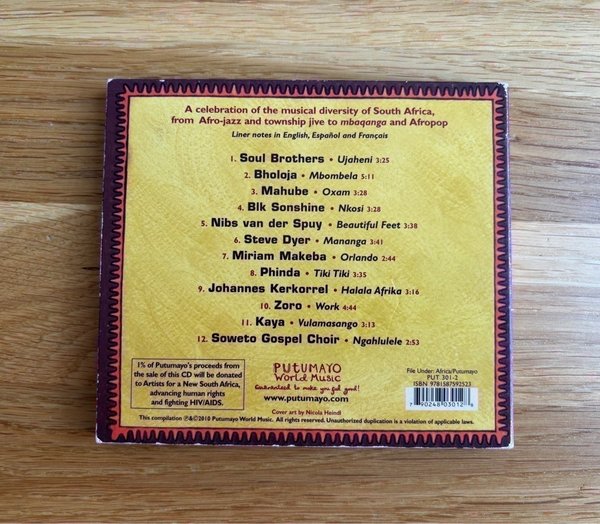 A celebration of the musical diversity of South Africa,
from Afro-jazz and township jive to mbaqanga and Afropop
Liner notes in English, Español and Français
1. Soul Brothers • Ujaheni 3:25
2. Bholoja • Mbombela 5:11
3. Mahube • Oxam 3:28
4. Blk Sonshine • Nkosi 3:28
5. Nibs van der Spuy • Beautiful Feet 3:38
6. Steve Dyer • Mananga 3:41
7. Miriam Makeba • Orlando 2:44
8. Phinda • Tiki Tiki 3:35
9. Johannes Kerkorrel • Halala Afrika 3:16
10. Zoro • Work 4:44
11. Kaya • Vulamasango 3:13
12. Soweto Gospel Choir • Ngahlulele 2:53
1% of Putumayo's proceeds from
the sale of this CD will be donated
to Artists for a New South Africa,
advancing human rights
and fighting HIV/AIDS.
PUTUMAYO
World Music
Guaranteed to make you feel good!
www.putumayo.com
Cover art by Nicola Heindl
File Under: Africa/Putumayo
PUT 301-2
ISBN 9781587592523
7 90248 03012 8
This compilation ℗&©2010 Putumayo World Music. All rights reserved. Unauthorized duplication is a violation of applicable laws.